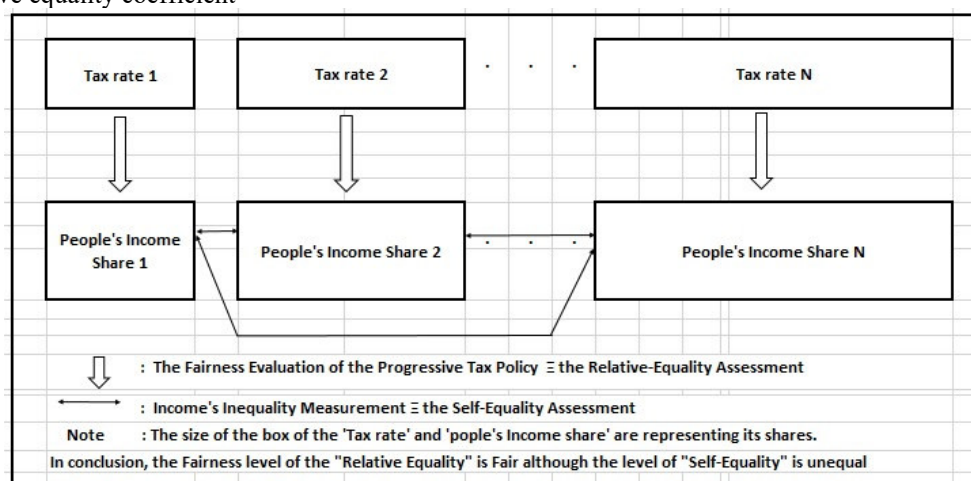 ve equality coefficient
Tax rate 1
Tax rate 2
. . .
Tax rate N
People's Income
Share 1
People's Income Share 2
. . .
People's Income Share N
: The Fairness Evaluation of the Progressive Tax Policy Ξ the Relative-Equality Assessment
: Income's Inequality Measurement Ξ the Self-Equality Assessment
Note : The size of the box of the 'Tax rate' and 'pople's Income share' are representing its shares.
In conclusion, the Fairness level of the "Relative Equality" is Fair although the level of "Self-Equality" is unequal